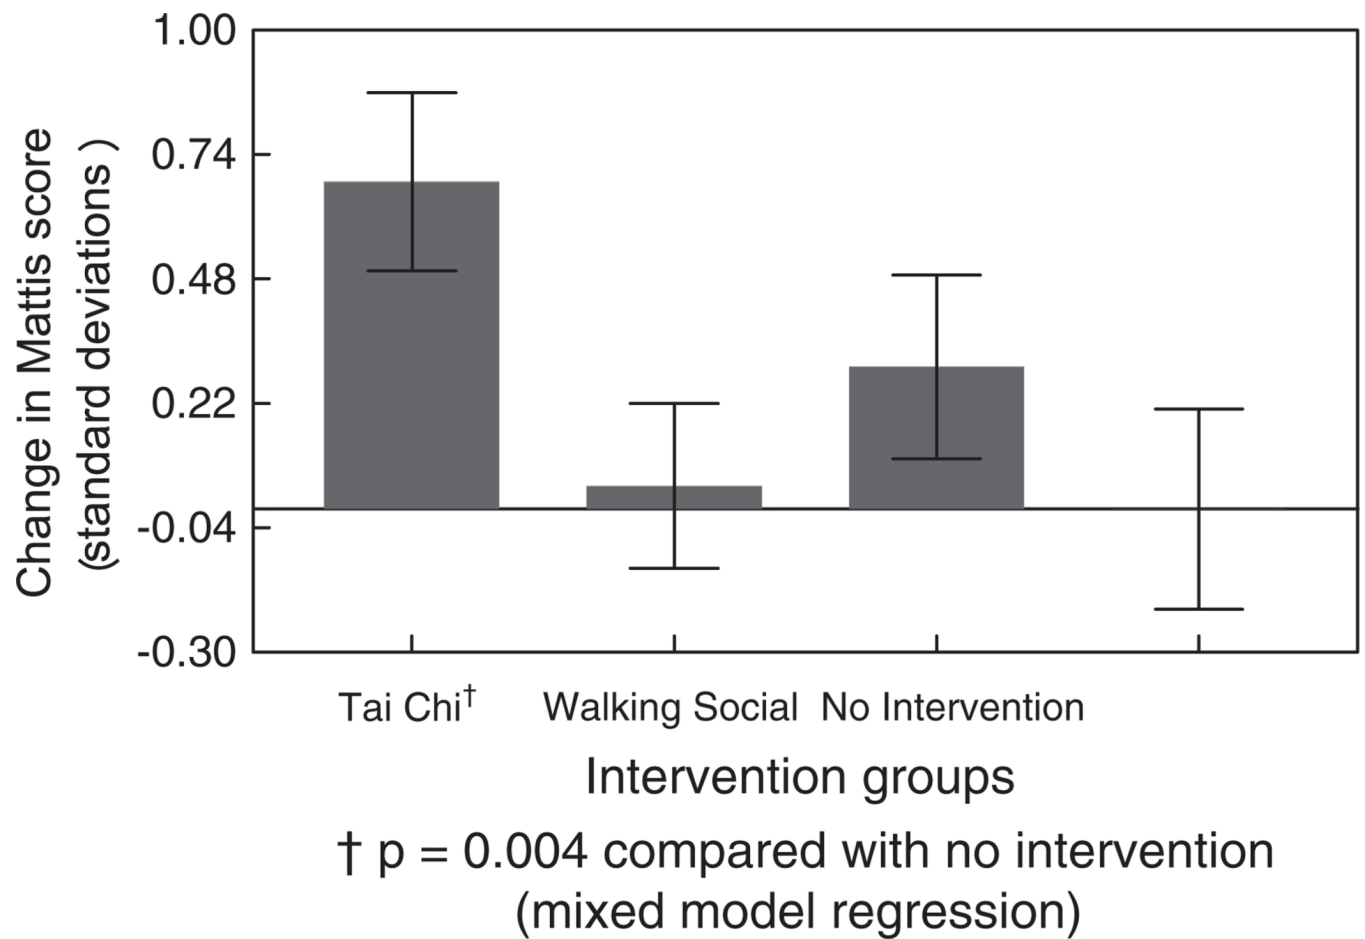 1.00
0.74
0.48
0.22
-0.04
-0.30
Change in Mattis score
(standard deviations )
Tai Chi† Walking Social No Intervention
Intervention groups
† p = 0.004 compared with no intervention
(mixed model regression)